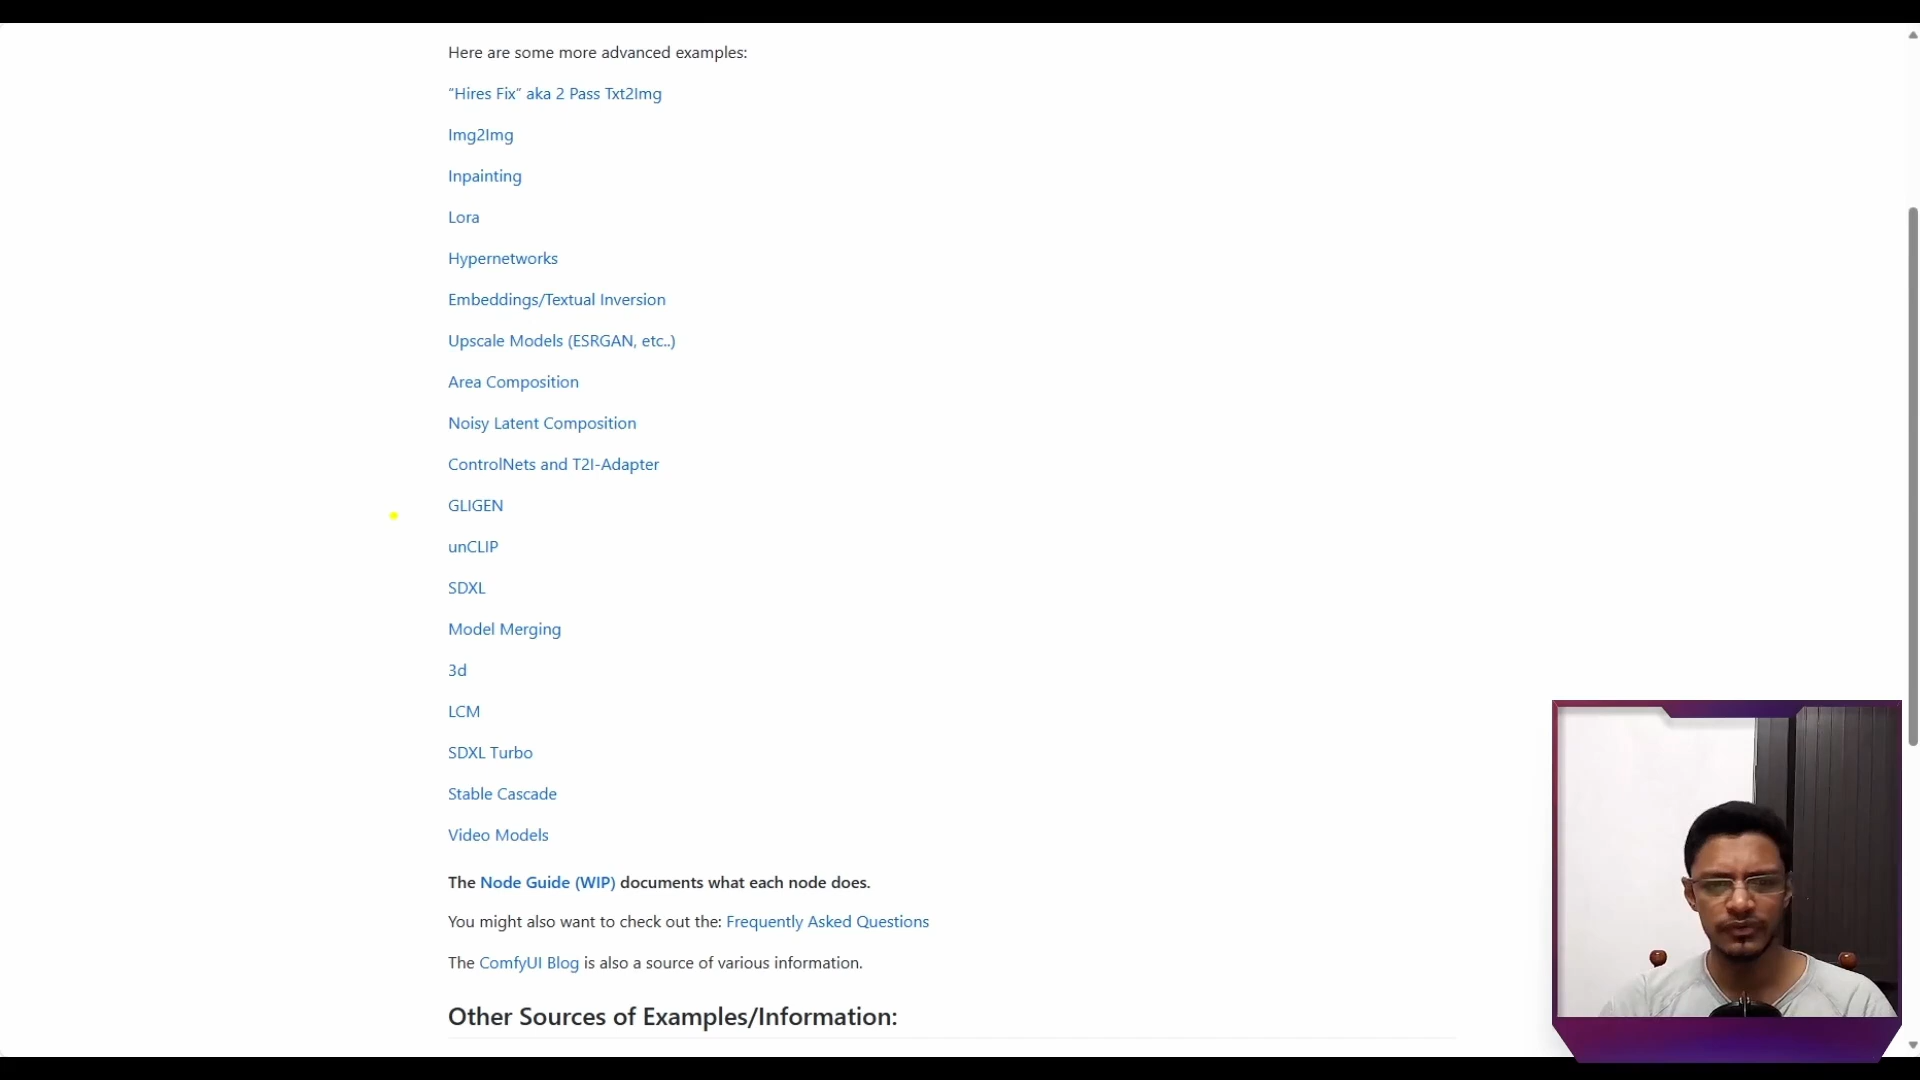 Here are some more advanced examples:
“Hires Fix” aka 2 Pass Txt2Img
Img2Img
Inpainting
Lora
Hypernetworks
Embeddings/Textual Inversion
Upscale Models (ESRGAN, etc..)
Area Composition
Noisy Latent Composition
ControlNets and T2I-Adapter
GLIGEN
unCLIP
SDXL
Model Merging
3d
LCM
SDXL Turbo
Stable Cascade
Video Models
The Node Guide (WIP) documents what each node does.
You might also want to check out the: Frequently Asked Questions
The ComfyUI Blog is also a source of various information.
Other Sources of Examples/Information: